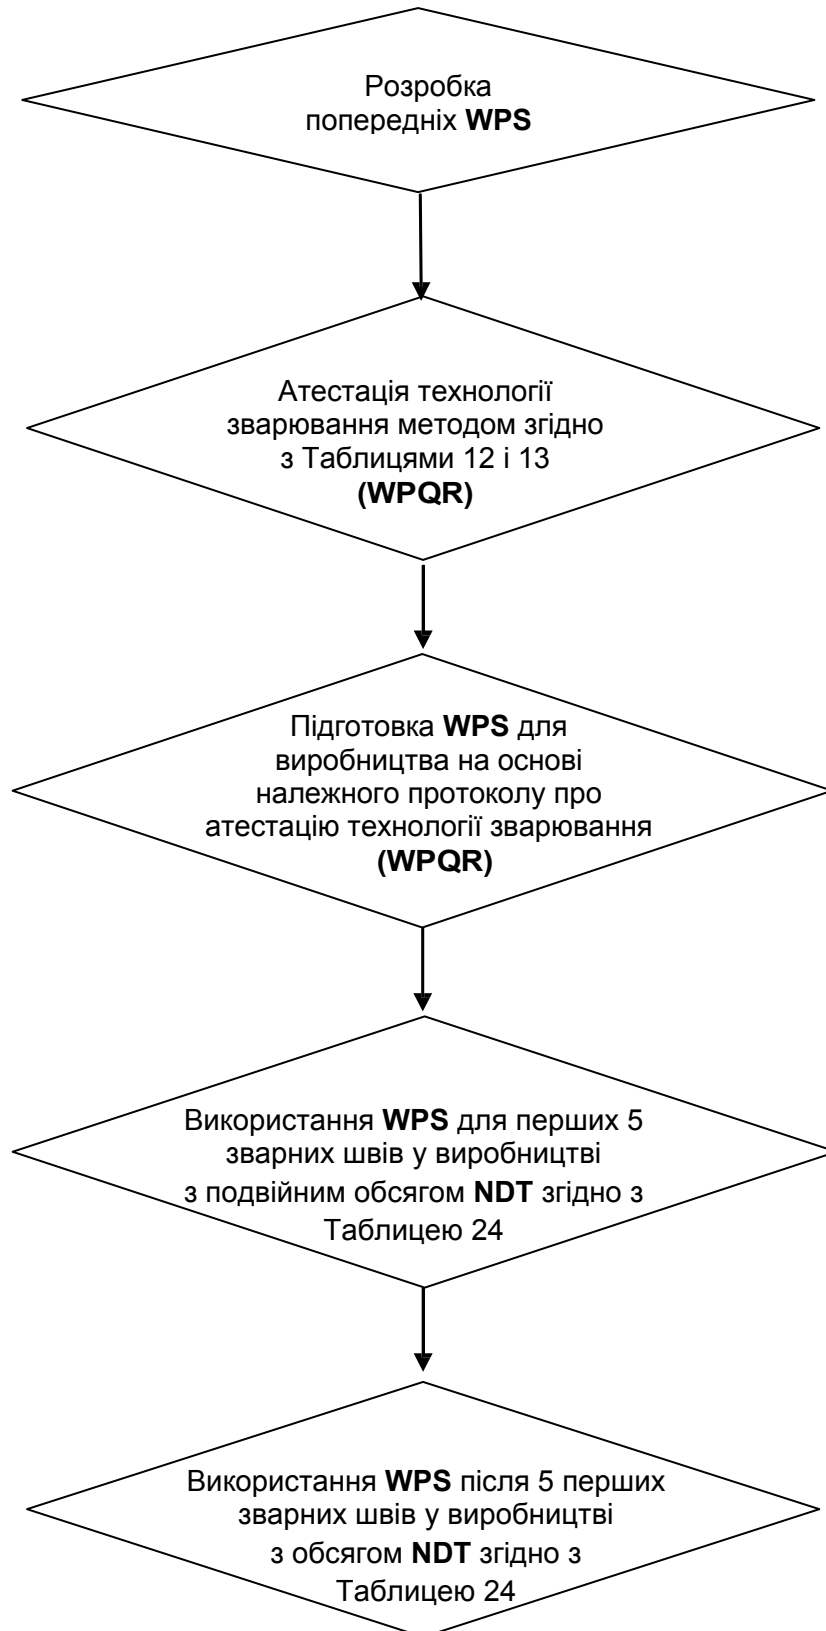 Розробка
попередніх WPS
Атестація технології
зварювання методом згідно
з Таблицями 12 і 13
(WPQR)
Підготовка WPS для
виробництва на основі
належного протоколу про
атестацію технології зварювання
(WPQR)
Використання WPS для перших 5
зварних швів у виробництві
з подвійним обсягом NDT згідно з
Таблицею 24
Використання WPS після 5 перших
зварних швів у виробництві
з обсягом NDT згідно з
Таблицею 24